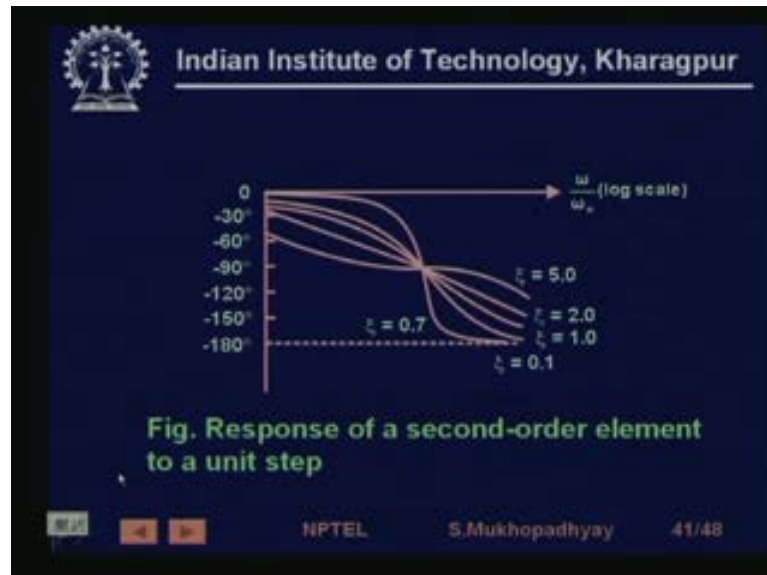 Indian Institute of Technology, Kharagpur
ω/ωn (log scale)
0
-30°
-60°
-90°
-120°
-150°
-180°
ξ = 5.0
ξ = 2.0
ξ = 0.7
ξ = 1.0
ξ = 0.1
Fig. Response of a second-order element
to a unit step
NPTEL
S.Mukhopadhyay
41/48